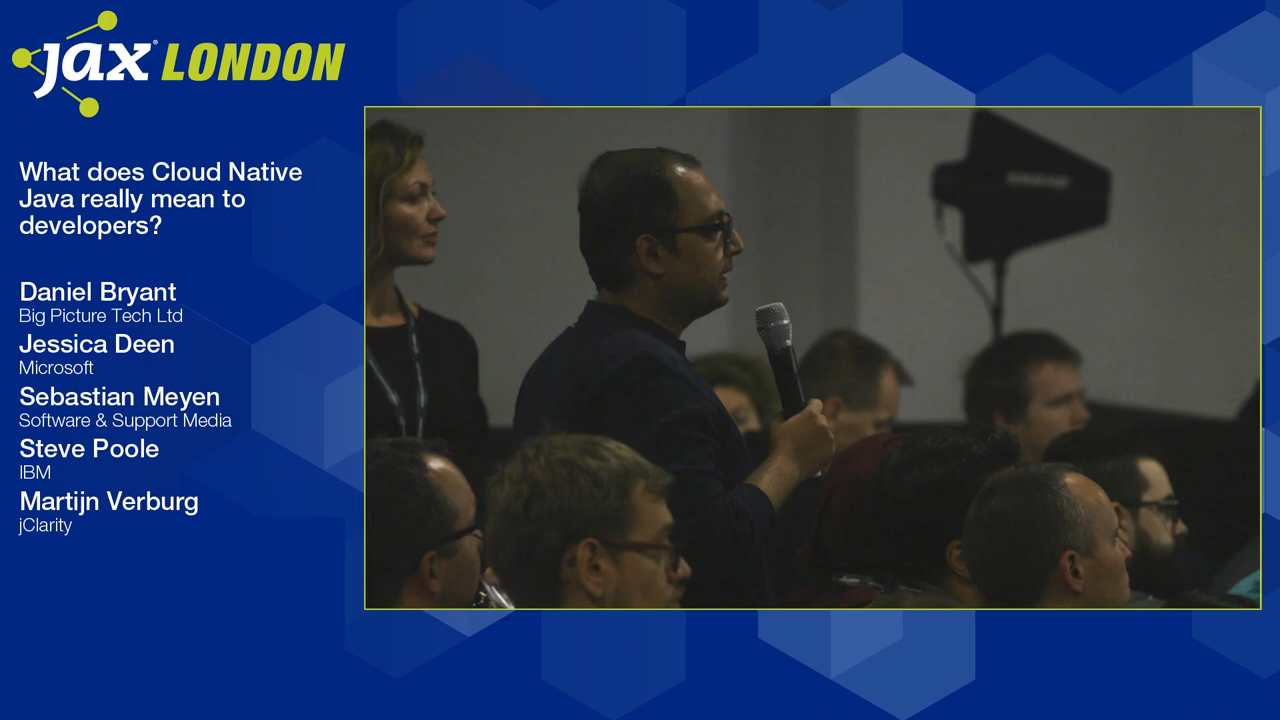 jax® LONDON
What does Cloud Native
Java really mean to
developers?
Daniel Bryant
Big Picture Tech Ltd
Jessica Deen
Microsoft
Sebastian Meyen
Software & Support Media
Steve Poole
IBM
Martijn Verburg
jClarity